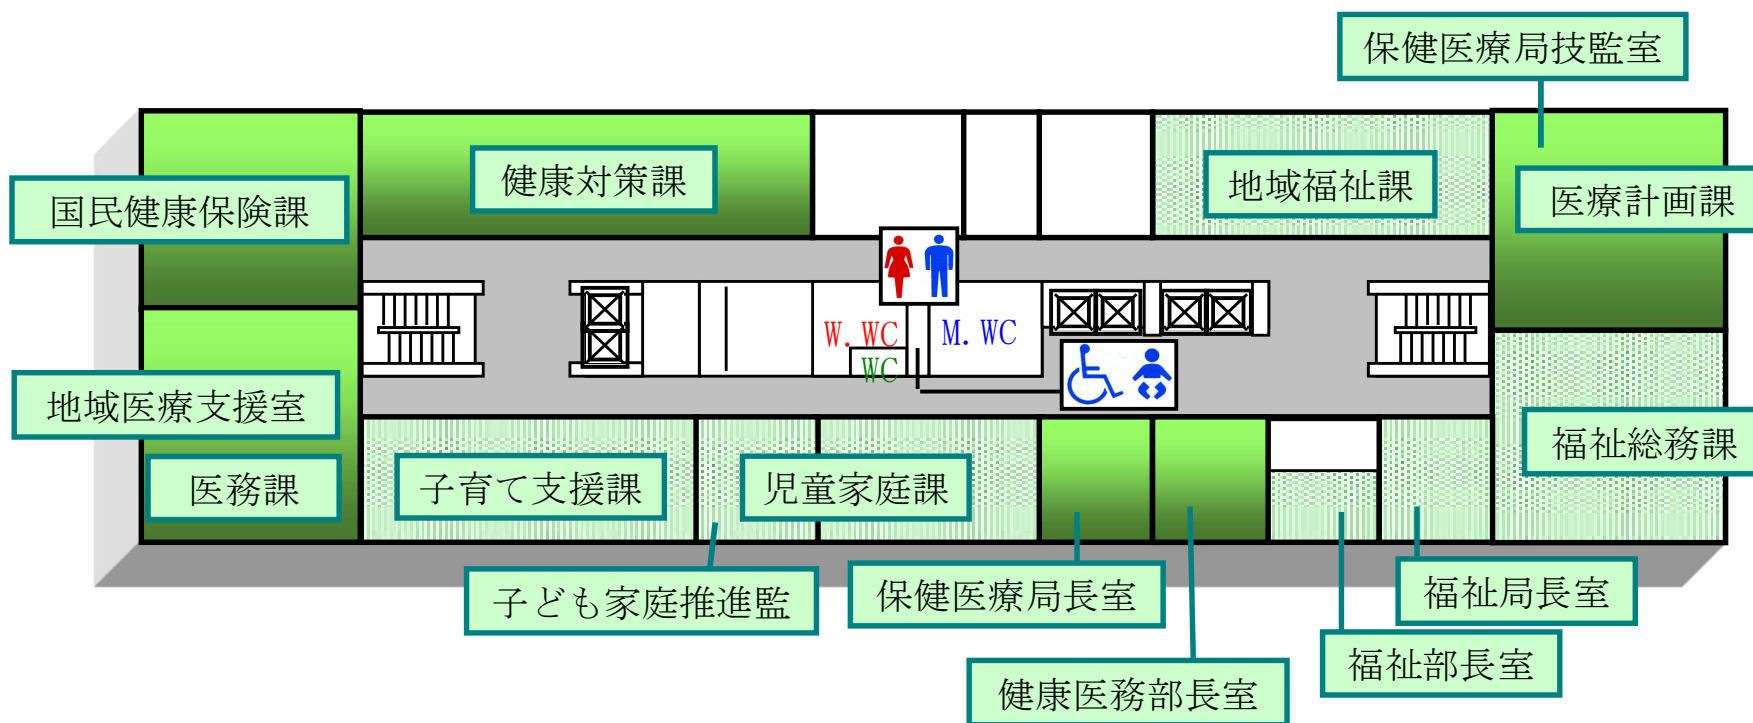 保健医療局技監室
健康対策課
地域福祉課
国民健康保険課
医療計画課
W.WC
M.WC
WC
地域医療支援室
福祉総務課
医務課
子育て支援課
児童家庭課
子ども家庭推進監
保健医療局長室
福祉局長室
福祉部長室
健康医務部長室